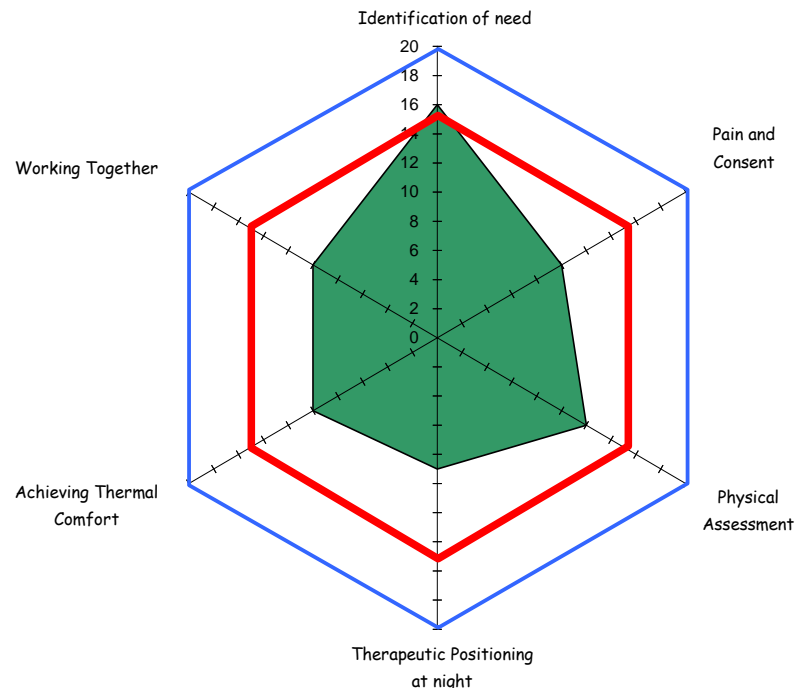 Identification of need
20
18
16
14
12
10
8
6
4
2
0
Pain and
Consent
Working Together
Physical
Assessment
Achieving Thermal
Comfort
Therapeutic Positioning
at night